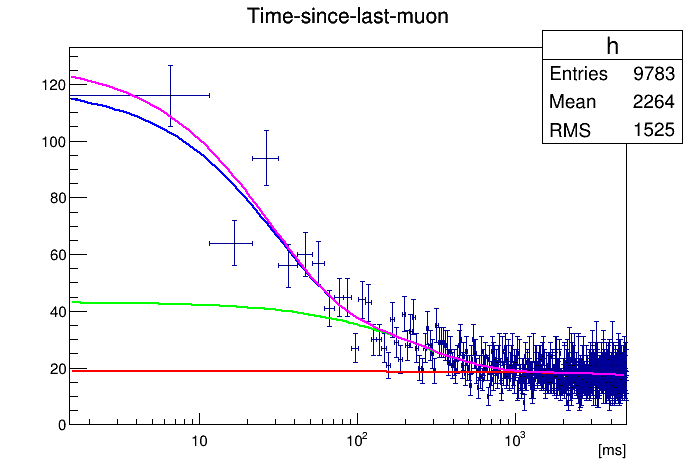 Time-since-last-muon
h
Entries 9783
Mean 2264
RMS 1525
120
100
80
60
40
20
0
10
10²
10³
[ms]